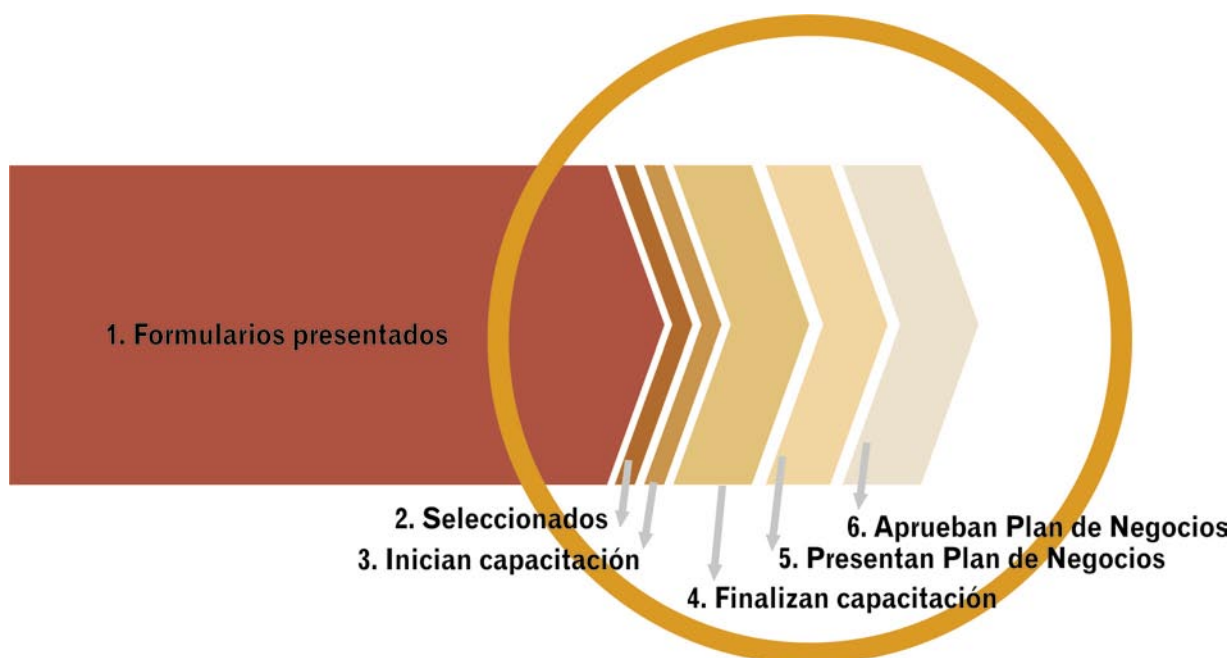 1. Formularios presentados
2. Seleccionados
3. Inician capacitación
4. Finalizan capacitación
5. Presentan Plan de Negocios
6. Aprueban Plan de Negocios